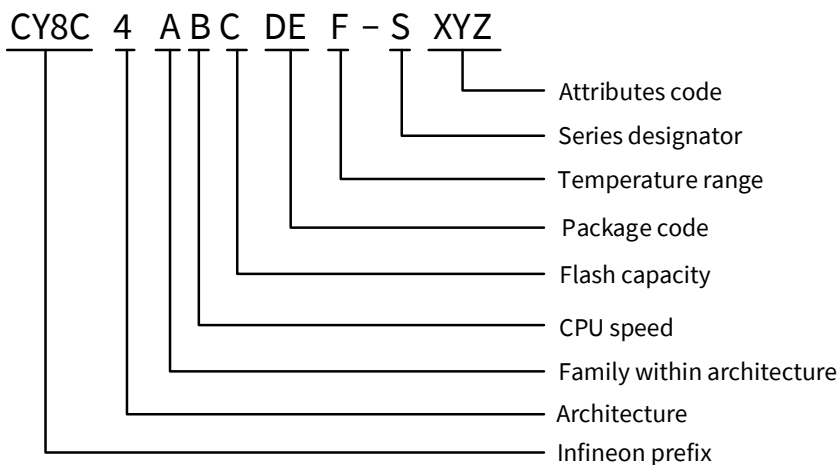 CY8C 4 A B C DE F – S XYZ
Attributes code
Series designator
Temperature range
Package code
Flash capacity
CPU speed
Family within architecture
Architecture
Infineon prefix